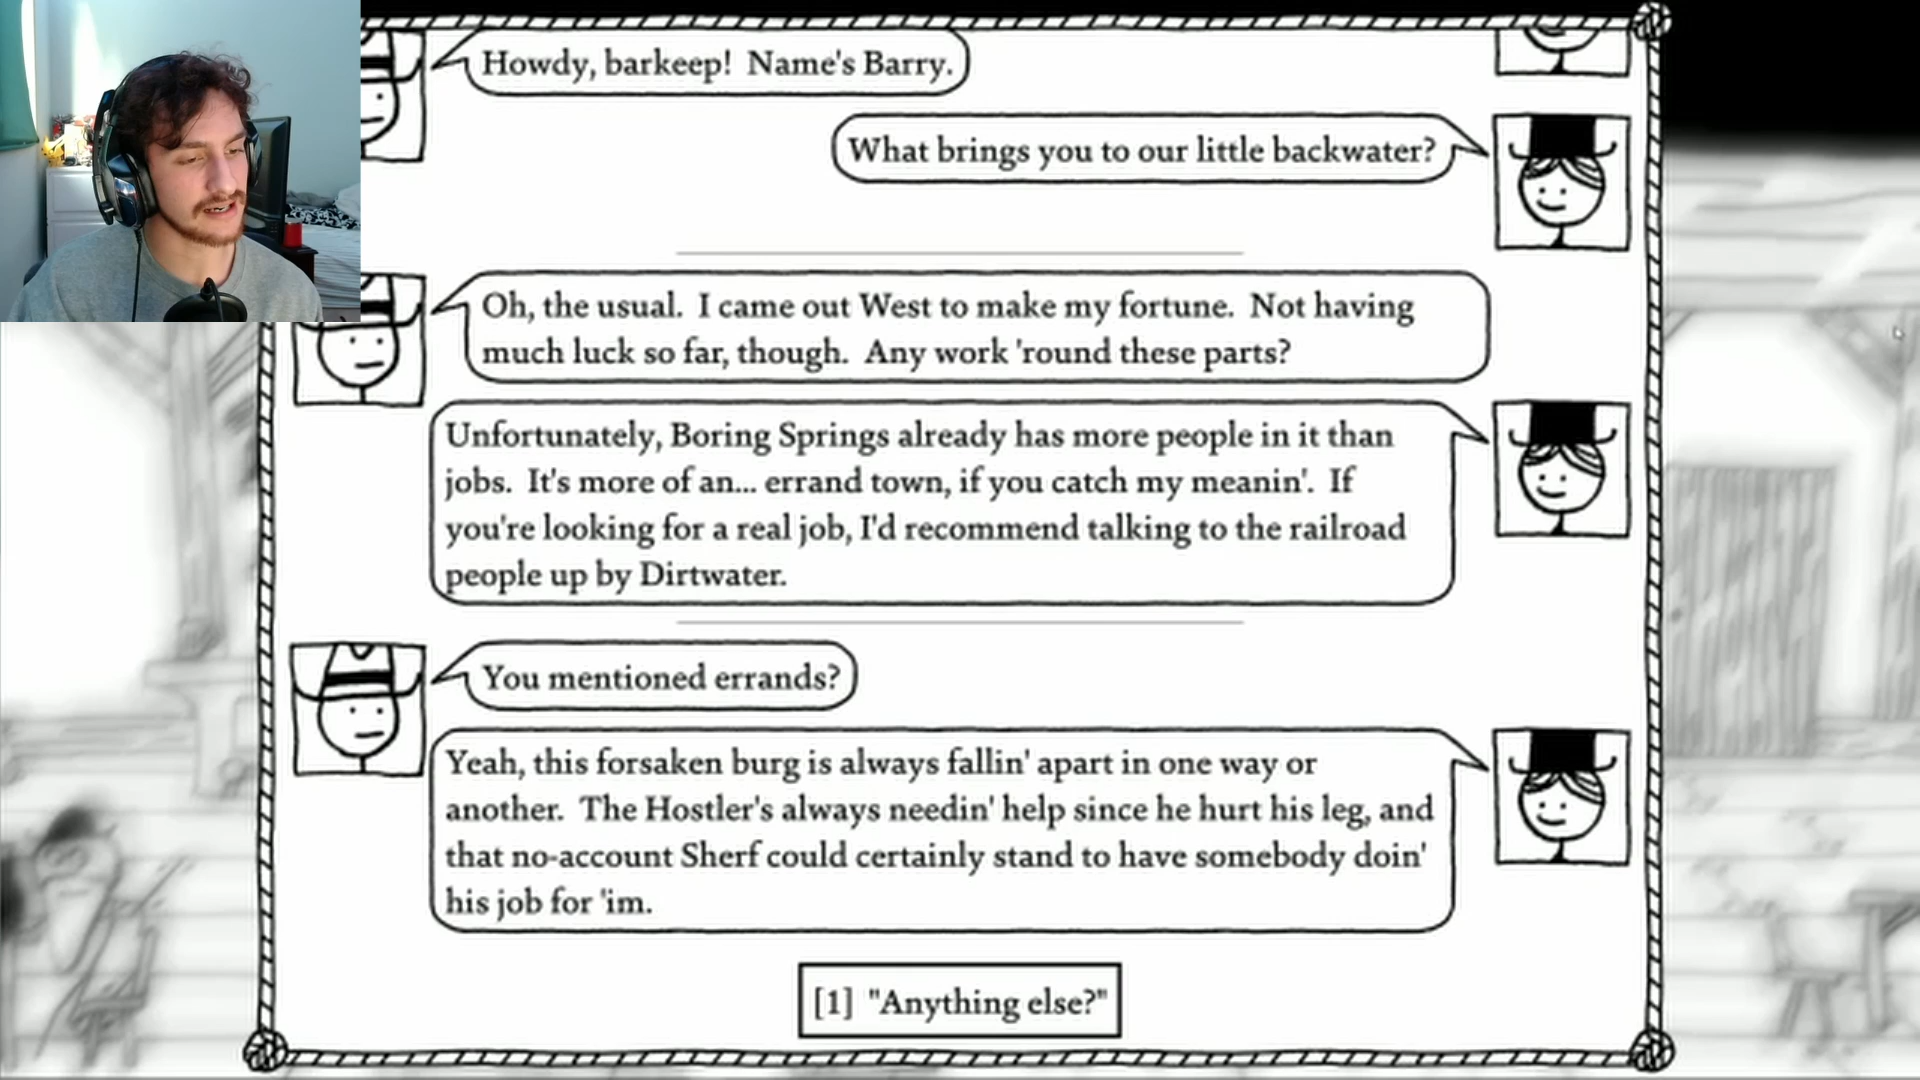 Howdy, barkeep!  Name's Barry.
What brings you to our little backwater?
Oh, the usual.  I came out West to make my fortune.  Not having
much luck so far, though.  Any work 'round these parts?
Unfortunately, Boring Springs already has more people in it than
jobs.  It's more of an... errand town, if you catch my meanin'.  If
you're looking for a real job, I'd recommend talking to the railroad
people up by Dirtwater.
You mentioned errands?
Yeah, this forsaken burg is always fallin' apart in one way or
another.  The Hostler's always needin' help since he hurt his leg, and
that no-account Sherf could certainly stand to have somebody doin'
his job for 'im.
[1]  "Anything else?"